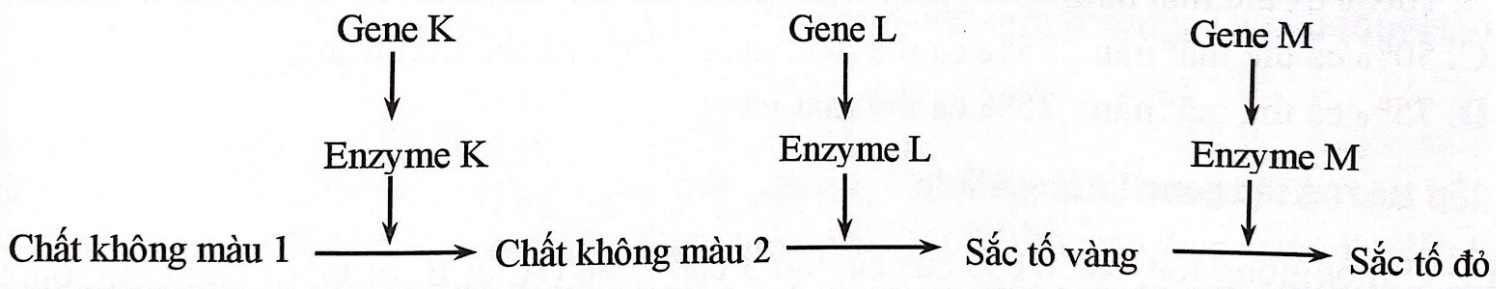 Gene K Gene L Gene M
Enzyme K Enzyme L Enzyme M
Chất không màu 1 Chất không màu 2 Sắc tố vàng Sắc tố đỏ